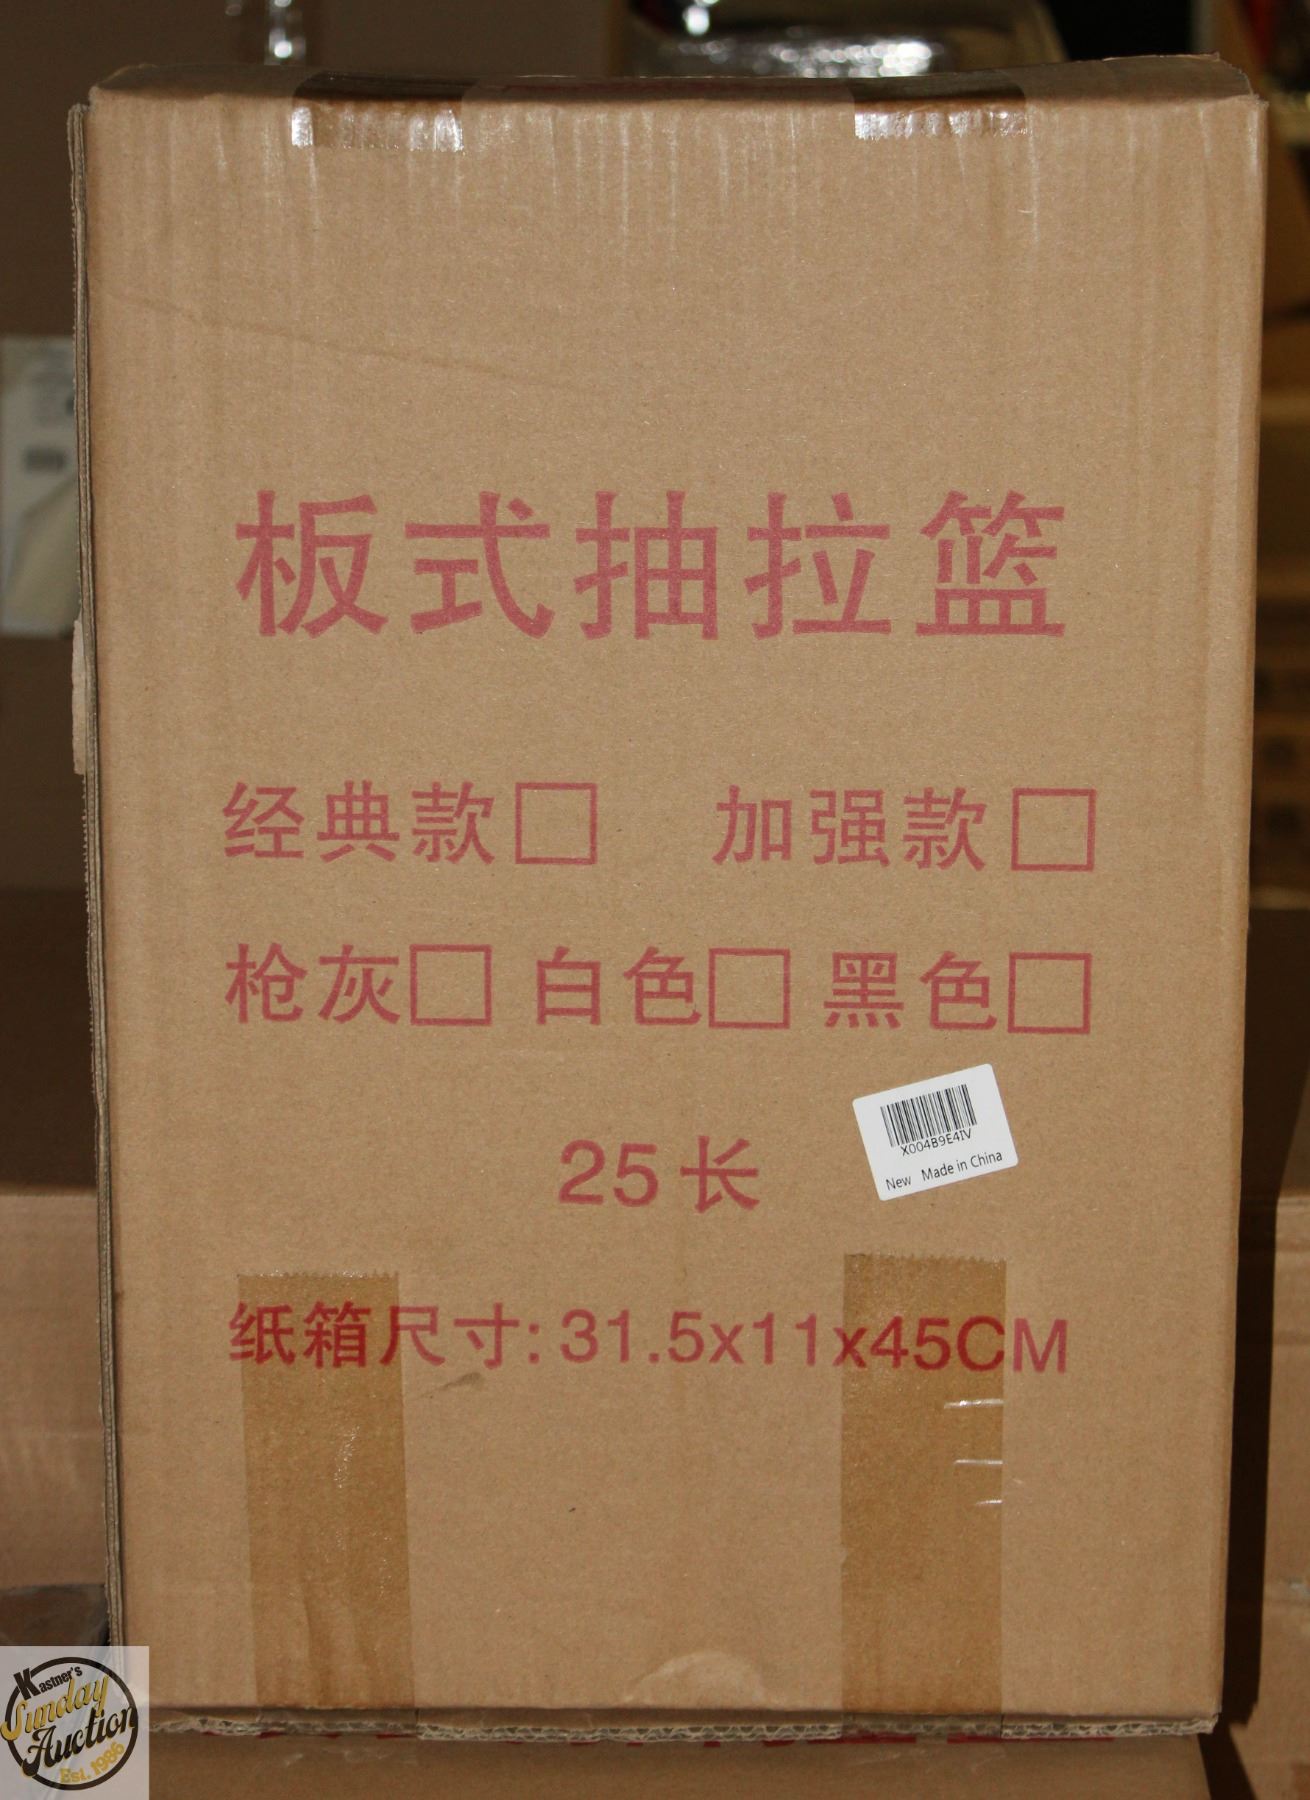 板式抽拉篮
经典款□ 加强款□
枪灰□ 白色□ 黑色□
X004B9E4IV
New Made in China
25长
纸箱尺寸:31.5x11x45CM
Kastner's
Sunday
Auction
Est. 1986